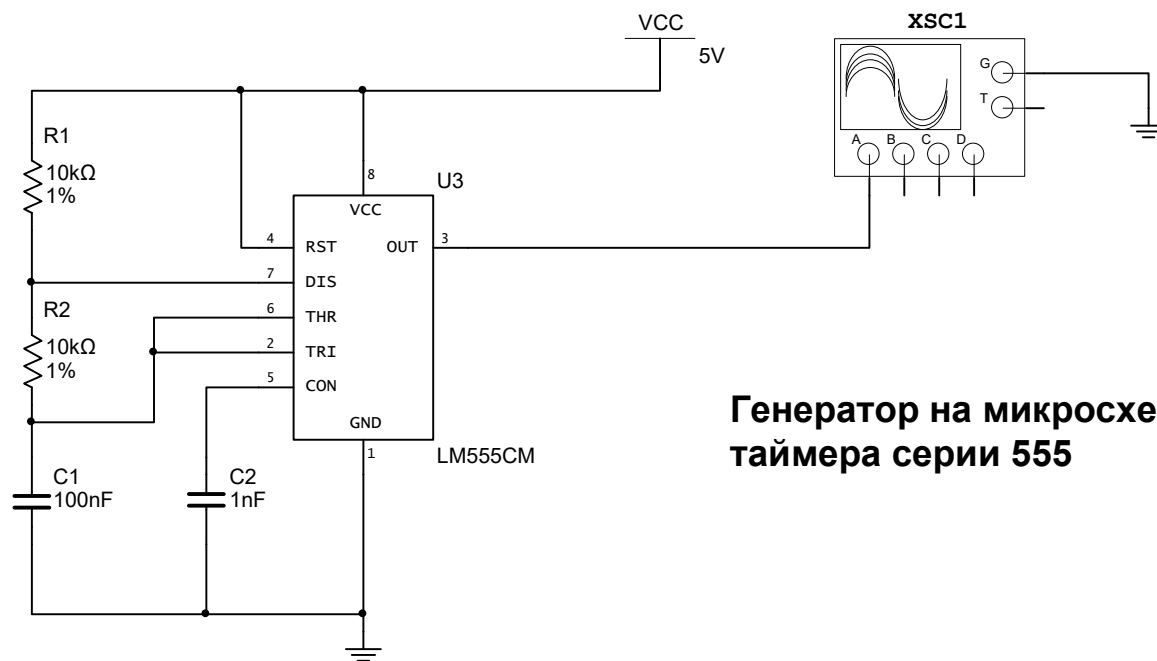 VCC
5V
XSC1
G
T
A B C D
R1
10kΩ
1%
R2
10kΩ
1%
U3
8
VCC
4 RST OUT 3
7 DIS
6 THR
2 TRI
5 CON
GND
1
LM555CM
C1
100nF
C2
1nF
Генератор на микросхе
таймера серии 555